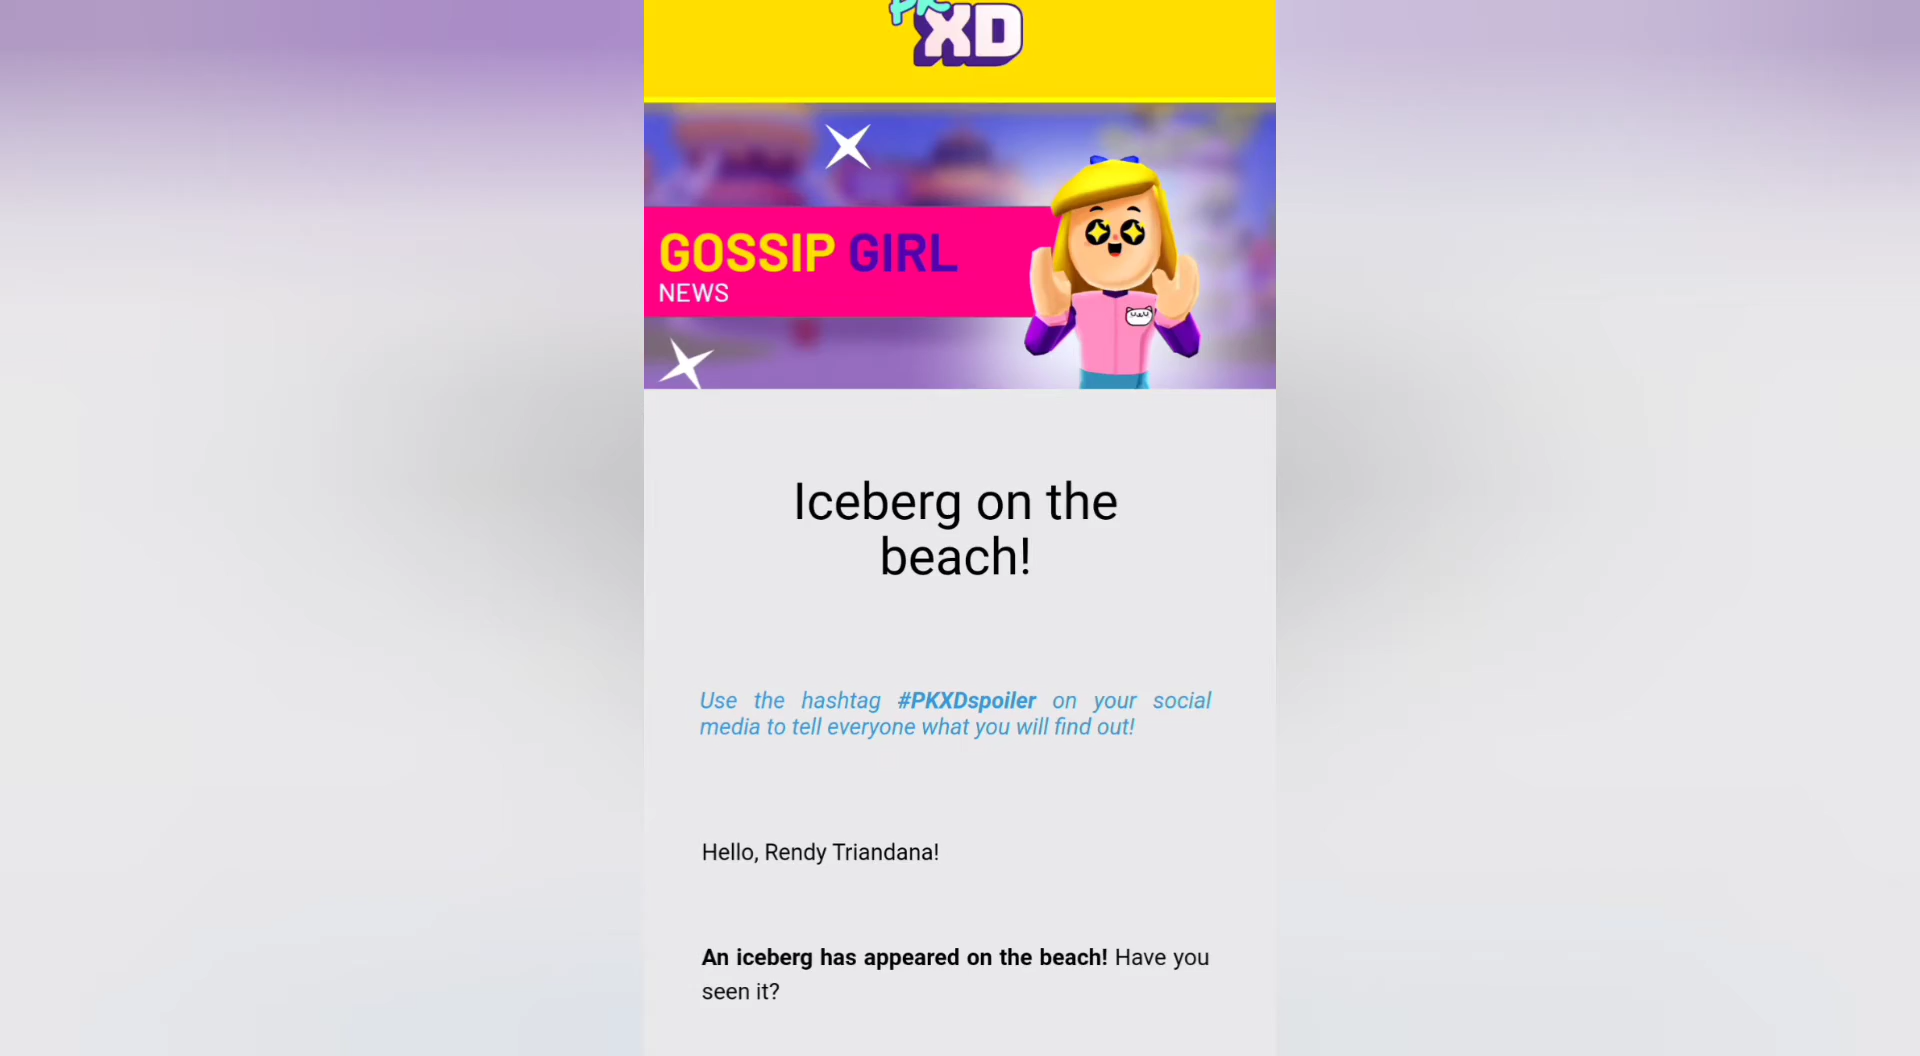 PK
XD
GOSSIP GIRL
NEWS
Iceberg on the
beach!
Use the hashtag #PKXDspoiler on your social
media to tell everyone what you will find out!
Hello, Rendy Triandana!
An iceberg has appeared on the beach! Have you
seen it?